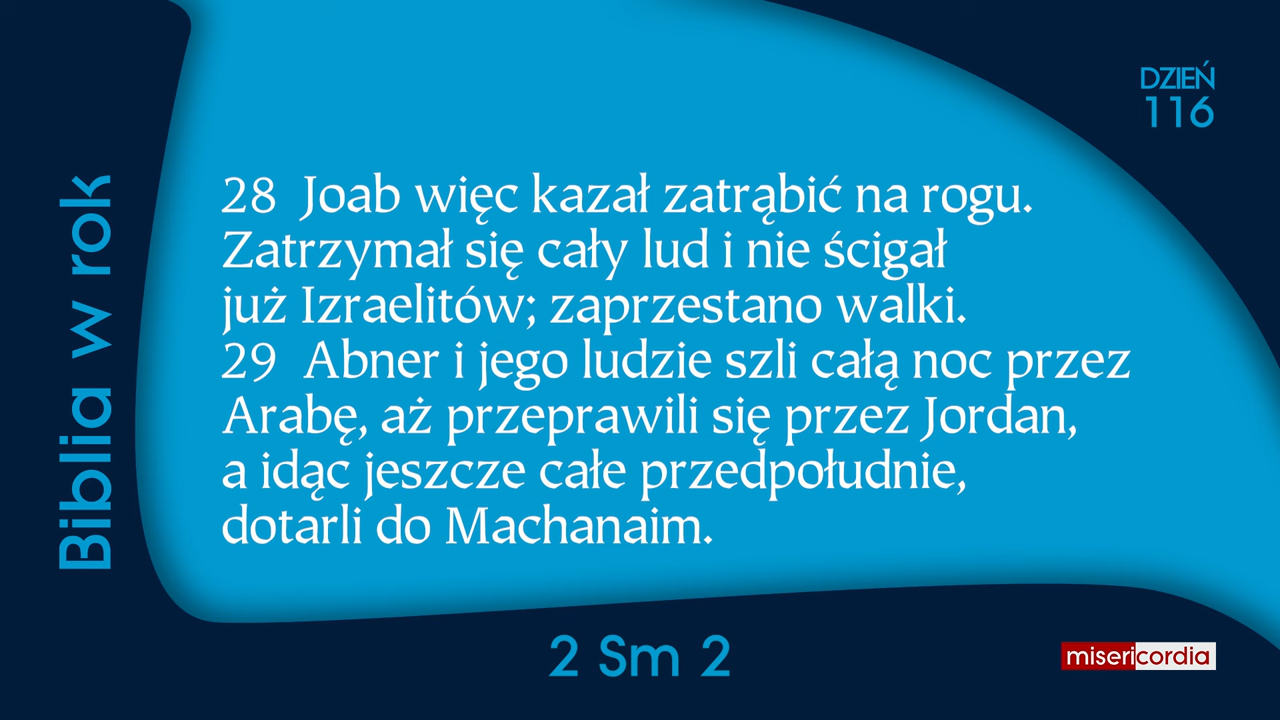 DZIEŃ
116
Biblia w rok
28 Joab więc kazał zatrąbić na rogu.
Zatrzymał się cały lud i nie ścigał
już Izraelitów; zaprzestano walki.
29 Abner i jego ludzie szli całą noc przez
Arabę, aż przeprawili się przez Jordan,
a idąc jeszcze całe przedpołudnie,
dotarli do Machanaim.
2 Sm 2
misericordia